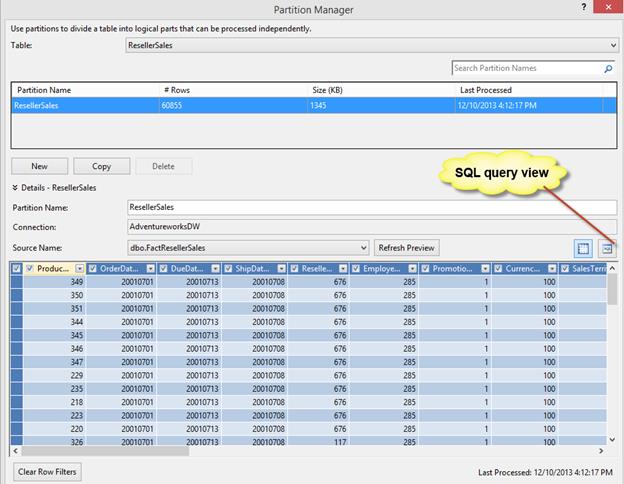 Partition Manager
?
Use partitions to divide a table into logical parts that can be processed independently.
Table: ResellerSales
Search Partition Names
Partition Name # Rows Size (KB) Last Processed
ResellerSales 60855 1345 12/10/2013 4:12:17 PM
New Copy Delete
SQL query view
Details - ResellerSales
Partition Name: ResellerSales
Connection: AdventureworksDW
Source Name: dbo.FactResellerSales Refresh Preview
Produc... OrderDat... DueDat... ShipDat... Reselle... Employe... Promotio... Currenc... SalesTerri
349 20010701 20010713 20010708 676 285 1 100
350 20010701 20010713 20010708 676 285 1 100
351 20010701 20010713 20010708 676 285 1 100
344 20010701 20010713 20010708 676 285 1 100
345 20010701 20010713 20010708 676 285 1 100
346 20010701 20010713 20010708 676 285 1 100
347 20010701 20010713 20010708 676 285 1 100
229 20010701 20010713 20010708 676 285 1 100
235 20010701 20010713 20010708 676 285 1 100
218 20010701 20010713 20010708 676 285 1 100
223 20010701 20010713 20010708 676 285 1 100
220 20010701 20010713 20010708 676 285 1 100
326 20010701 20010713 20010708 117 285 1 100
Clear Row Filters Last Processed: 12/10/2013 4:12:17 PM